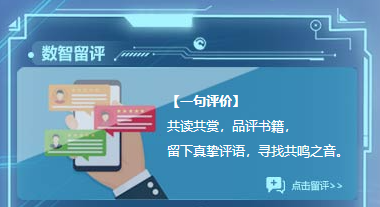 数智留评
【一句评价】
共读共赏，品评书籍，
留下真挚评语，寻找共鸣之音。
点击留评>>